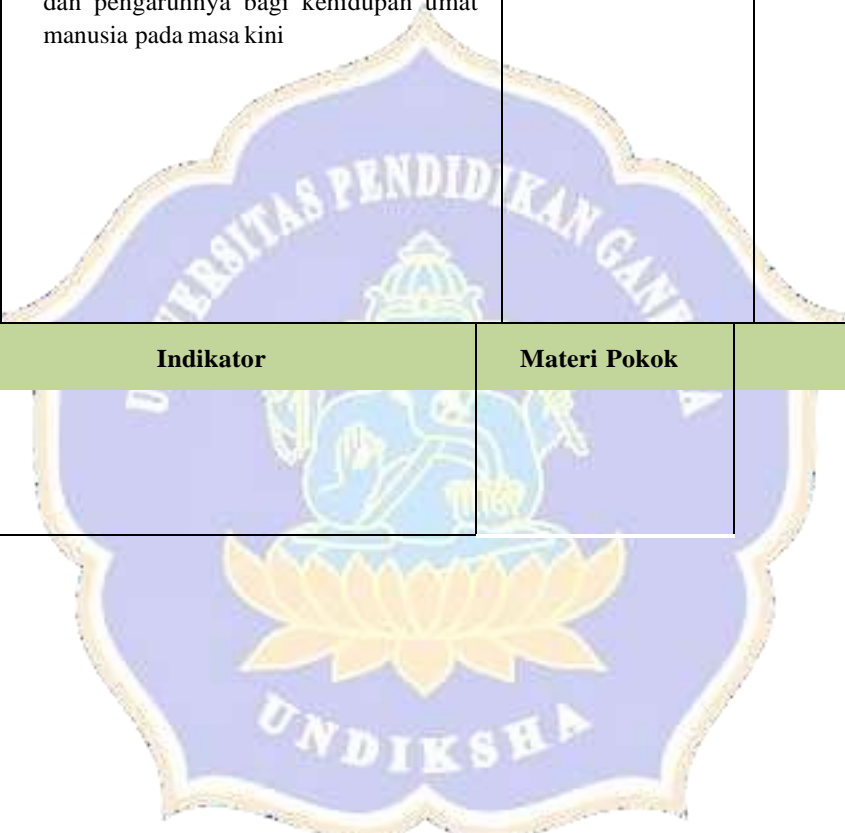 dan pengaruhnya bagi kehidupan umat
manusia pada masa kini
UNIVERSITAS PENDIDIKAN GANESHA
Indikator Materi Pokok
UNDIKSHA